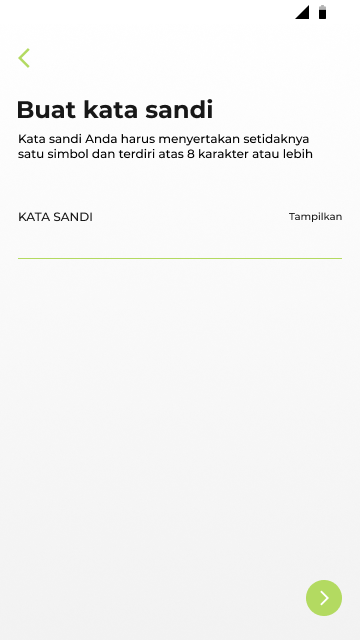 Buat kata sandi
Kata sandi Anda harus menyertakan setidaknya
satu simbol dan terdiri atas 8 karakter atau lebih
KATA SANDI
Tampilkan